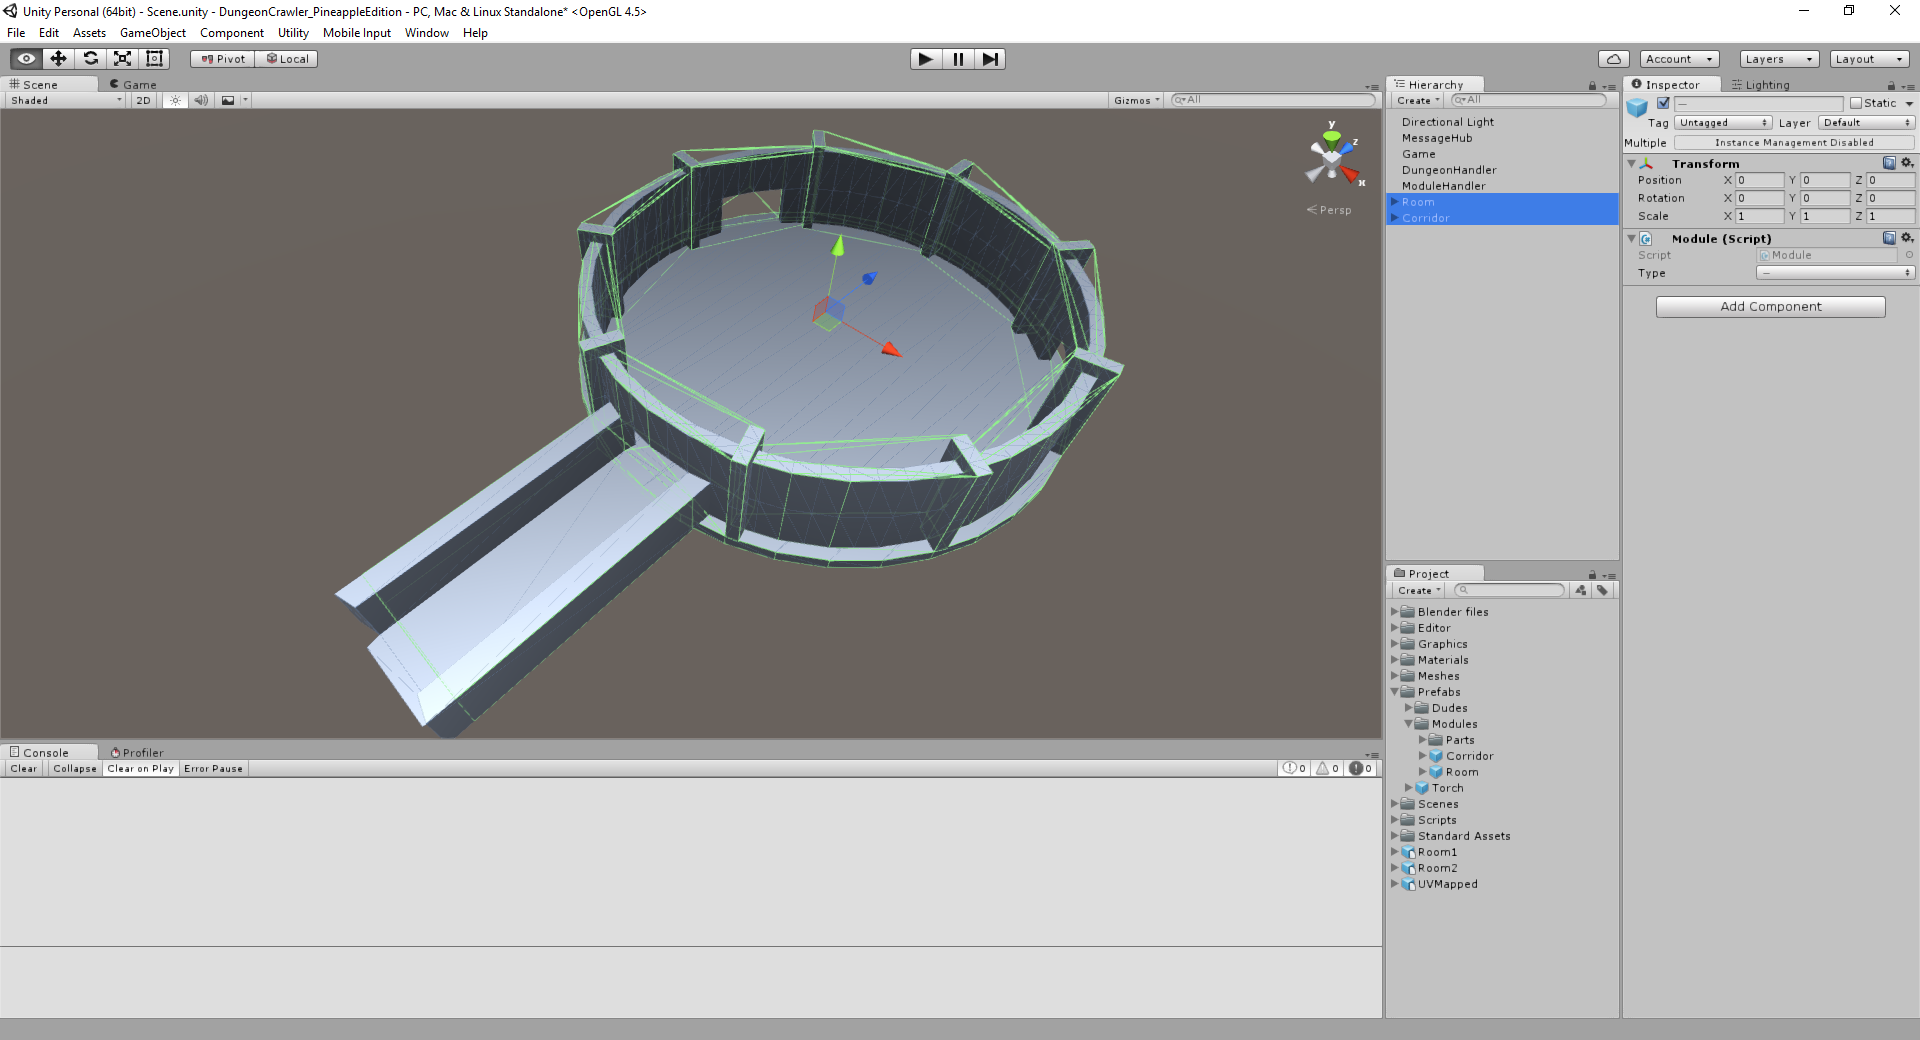 Unity Personal (64bit) - Scene.unity - DungeonCrawler_PineappleEdition - PC, Mac & Linux Standalone* <OpenGL 4.5>
File Edit Assets GameObject Component Utility Mobile Input Window Help
Pivot Local Account Layers Layout
Scene Game
Shaded 2D Gizmos All
y
z
x
Persp
Console Profiler
Clear Collapse Clear on Play Error Pause 0 0 0
Hierarchy
Create All
Directional Light
MessageHub
Game
DungeonHandler
ModuleHandler
Room
Corridor
Project
Create
Blender files
Editor
Graphics
Materials
Meshes
Prefabs
Dudes
Modules
Parts
Corridor
Room
Torch
Scenes
Scripts
Standard Assets
Room1
Room2
UVMapped
Inspector Lighting
— Static
Tag Untagged Layer Default
Multiple Instance Management Disabled
Transform
Position X 0 Y 0 Z 0
Rotation X 0 Y 0 Z 0
Scale X 1 Y 1 Z 1
Module (Script)
Script Module
Type —
Add Component